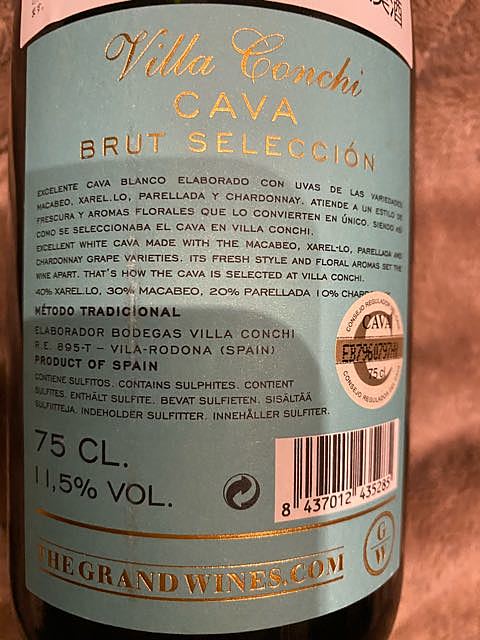 Villa Conchi
CAVA
BRUT SELECCIÓN
EXCELENTE CAVA BLANCO ELABORADO CON UVAS DE LAS VARIEDADES
MACABEO, XAREL.LO, PARELLADA Y CHARDONNAY. ATIENDE A UN ESTILO DE
FRESCURA Y AROMAS FLORALES QUE LO CONVIERTEN EN ÚNICO. SIENDO ASÍ
COMO SE SELECCIONABA EL CAVA EN VILLA CONCHI.
EXCELLENT WHITE CAVA MADE WITH THE MACABEO, XAREL-LO, PARELLADA AND
CHARDONNAY GRAPE VARIETIES. ITS FRESH STYLE AND FLORAL AROMAS SET THE
WINE APART. THAT'S HOW THE CAVA IS SELECTED AT VILLA CONCHI.
40% XAREL.LO, 30% MACABEO, 20% PARELLADA 10%
MÉTODO TRADICIONAL
ELABORADOR BODEGAS VILLA CONCHI
R.E. 895-T – VILA-RODONA (SPAIN)
PRODUCT OF SPAIN
CONTIENE SULFITOS. CONTAINS SULPHITES. CONTIENT
SULFITES. ENTHÄLT SULFITE. BEVAT SULFIETEN. SISÄLTÄÄ
SULFIITTEJA. INDEHOLDER SULFITTER. INNEHÅLLER SULFITER.
CONSEJO REGULADOR
CAVA
75 cl.
CONSEJO REGULADOR
75 CL.
11,5% VOL.
8 437012 435285
G
W
THEGRANDWINES.COM